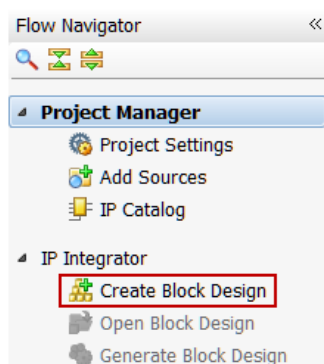 Flow Navigator
Project Manager
Project Settings
Add Sources
IP Catalog
IP Integrator
Create Block Design
Open Block Design
Generate Block Design